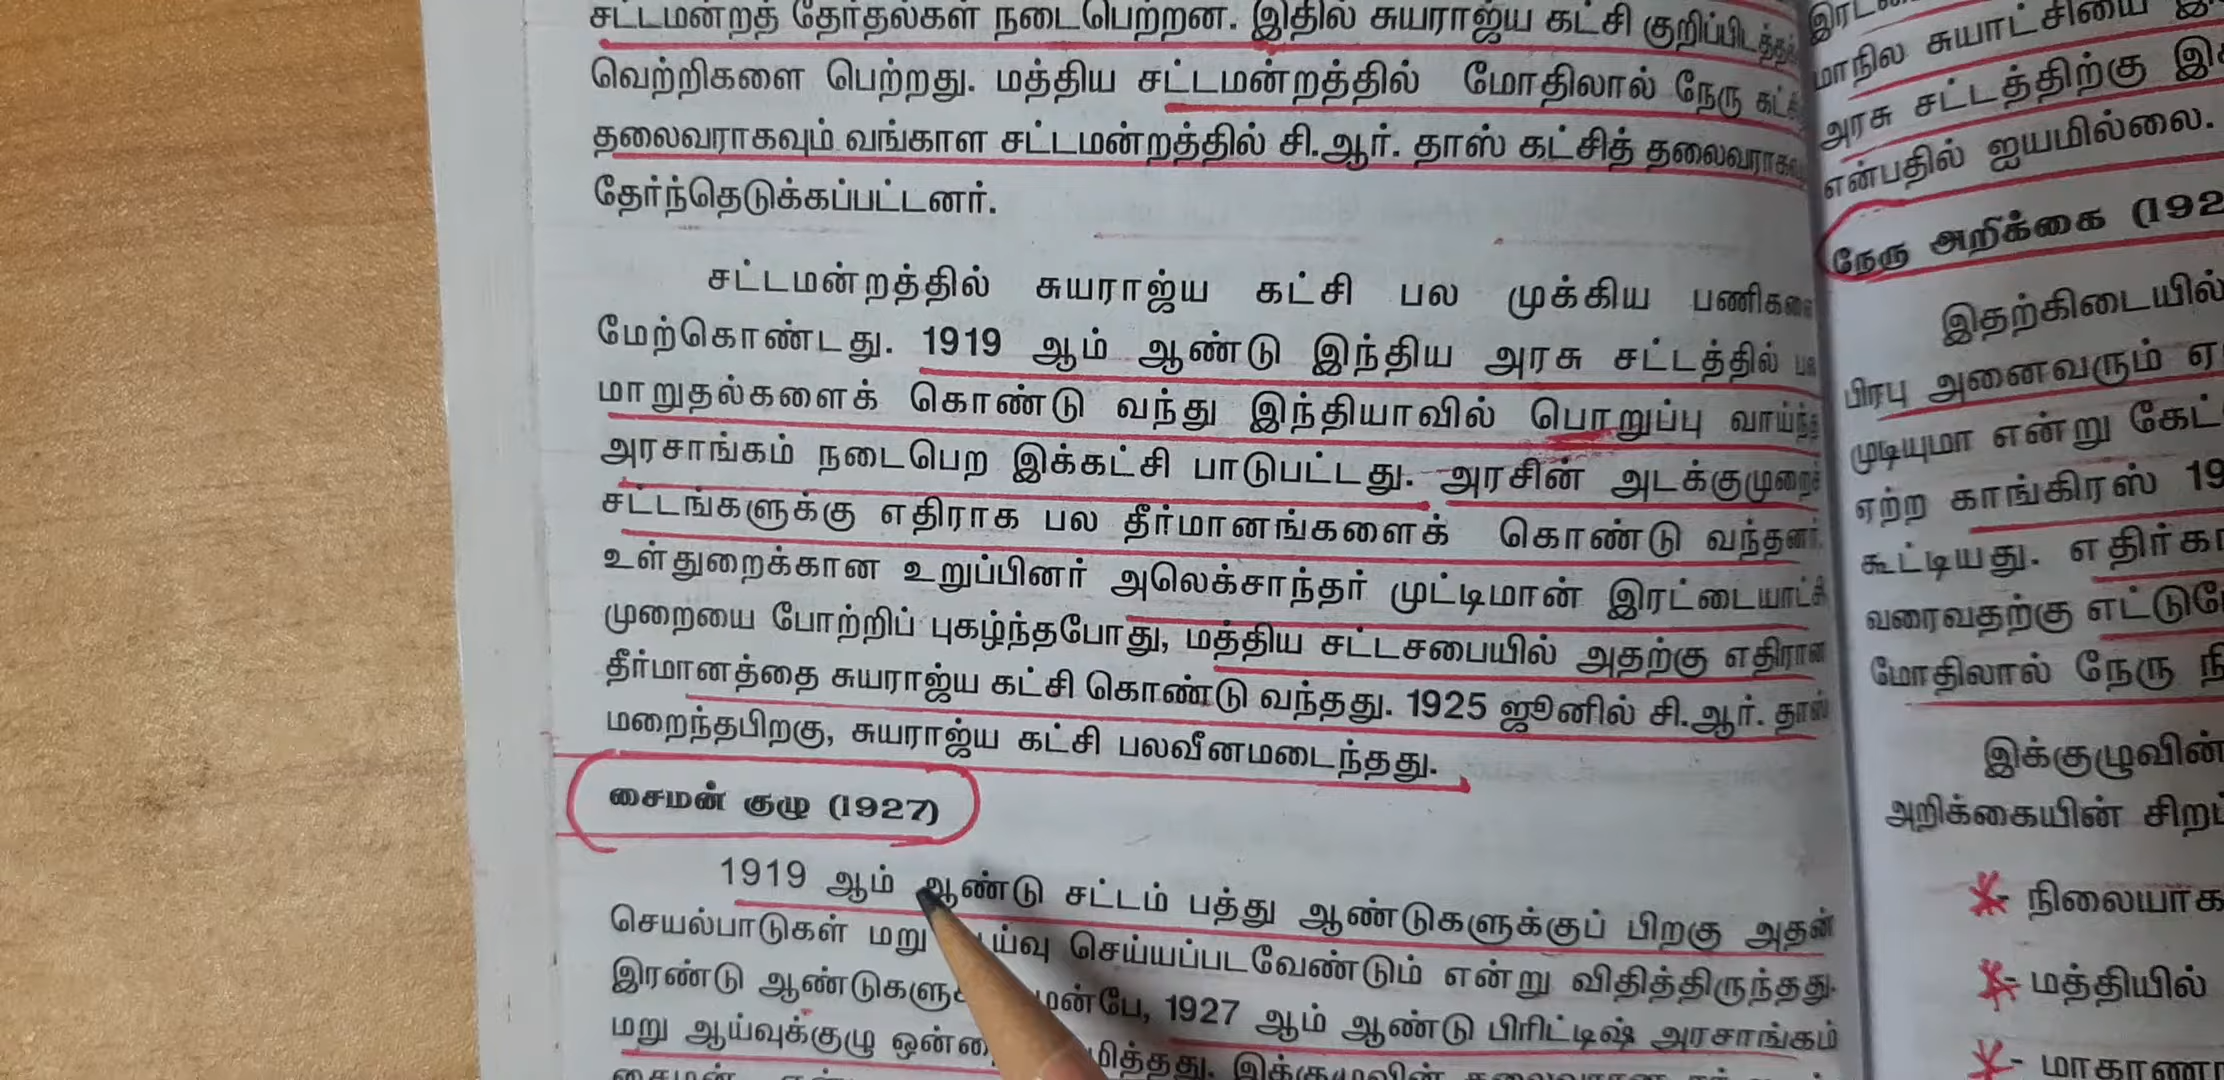 சட்டமன்றத் தேர்தல்கள் நடைபெற்றன. இதில் சுயராஜ்ய கட்சி குறிப்பிடத்தக்
வெற்றிகளை பெற்றது. மத்திய சட்டமன்றத்தில் மோதிலால் நேரு கட்சி
தலைவராகவும் வங்காள சட்டமன்றத்தில் சி.ஆர். தாஸ் கட்சித் தலைவராகவு
தேர்ந்தெடுக்கப்பட்டனர்.
சட்டமன்றத்தில் சுயராஜ்ய கட்சி பல முக்கிய பணிகளை
மேற்கொண்டது. 1919 ஆம் ஆண்டு இந்திய அரசு சட்டத்தில் பல
மாறுதல்களைக் கொண்டு வந்து இந்தியாவில் பொறுப்பு வாய்ந்த
அரசாங்கம் நடைபெற இக்கட்சி பாடுபட்டது. அரசின் அடக்குமுறைச்
சட்டங்களுக்கு எதிராக பல தீர்மானங்களைக் கொண்டு வந்தனர்.
உள்துறைக்கான உறுப்பினர் அலெக்சாந்தர் முட்டிமான் இரட்டையாட்சி
முறையை போற்றிப் புகழ்ந்தபோது, மத்திய சட்டசபையில் அதற்கு எதிரான
தீர்மானத்தை சுயராஜ்ய கட்சி கொண்டு வந்தது. 1925 ஜூனில் சி.ஆர். தாஸ்
மறைந்தபிறகு, சுயராஜ்ய கட்சி பலவீனமடைந்தது.
சைமன் குழு (1927)
1919 ஆம் ஆண்டு சட்டம் பத்து ஆண்டுகளுக்குப் பிறகு அதன்
செயல்பாடுகள் மறு ய்வு செய்யப்படவேண்டும் என்று விதித்திருந்தது.
இரண்டு ஆண்டுகளுக் முன்பே, 1927 ஆம் ஆண்டு பிரிட்டிஷ் அரசாங்கம்
மறு ஆய்வுக்குழு ஒன்றை மித்தது. இக்குழுவின் தலைவரான
மாநில சுயாட்சியை
அரசு சட்டத்திற்கு இ
என்பதில் ஐயமில்லை.
நேரு அறிக்கை (192
இதற்கிடையில்
பிரபு அனைவரும் ஏ
முடியுமா என்று கேட்
ஏற்ற காங்கிரஸ் 19
கூட்டியது. எதிர்கா
வரைவதற்கு எட்டுபே
மோதிலால் நேரு நி
இக்குழுவின்
அறிக்கையின் சிறப்
நிலையாக
மத்தியில்
மாகாண